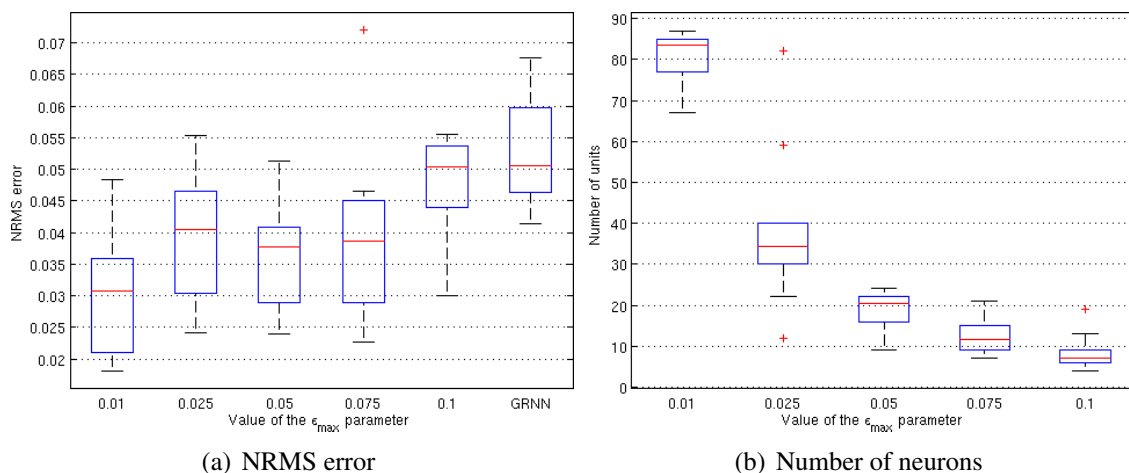 NRMS error
0.07
0.065
0.06
0.055
0.05
0.045
0.04
0.035
0.03
0.025
0.02
0.01 0.025 0.05 0.075 0.1 GRNN
Value of the ϵmax parameter
(a) NRMS error
Number of units
90
80
70
60
50
40
30
20
10
0
0.01 0.025 0.05 0.075 0.1
Value of the ϵmax parameter
(b) Number of neurons